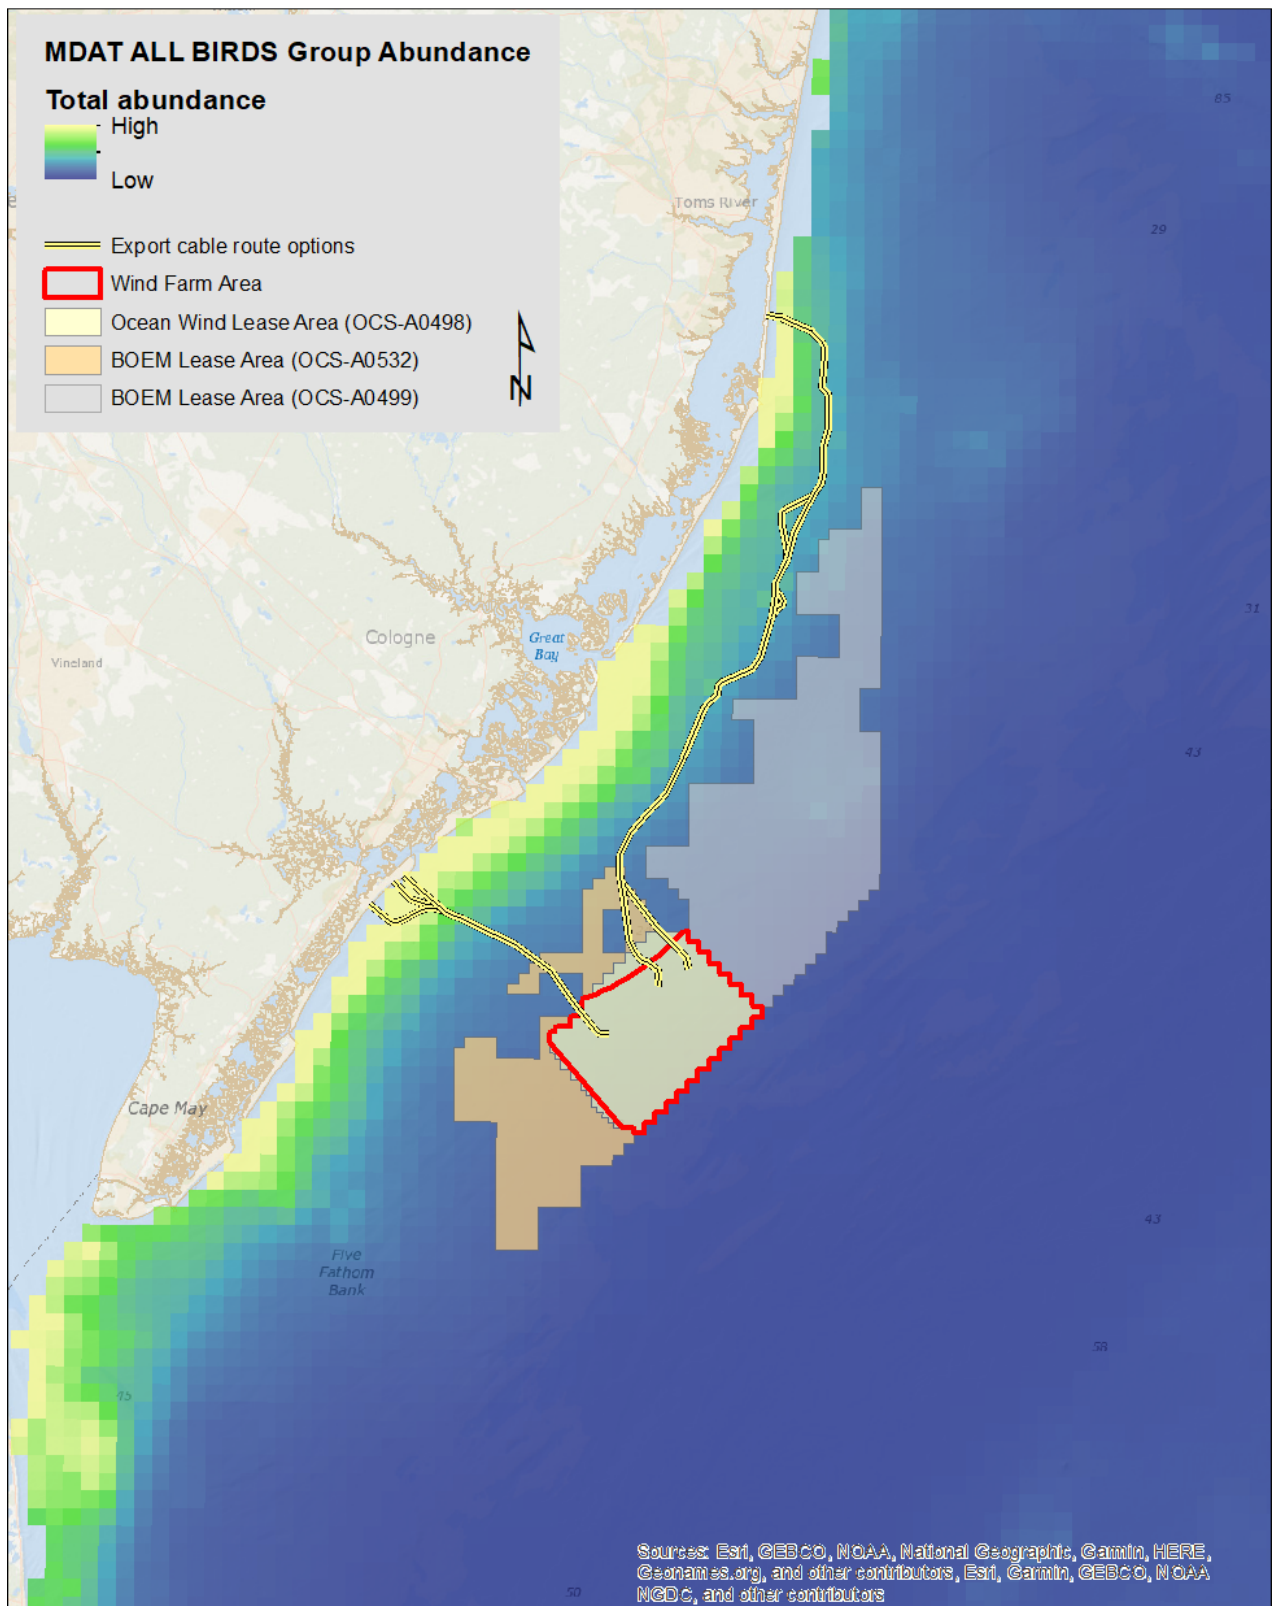 MDAT ALL BIRDS Group Abundance
Total abundance
High
Low
Export cable route options
Wind Farm Area
Ocean Wind Lease Area (OCS-A0498)
BOEM Lease Area (OCS-A0532)
BOEM Lease Area (OCS-A0499)
N
85
Toms River
29
31
Cologne
Great
Bay
Vineland
43
Cape May
43
Five
Fathom
Bank
58
45
Sources: Esri, GEBCO, NOAA, National Geographic, Garmin, HERE,
Geonames.org, and other contributors, Esri, Garmin, GEBCO, NOAA
NGDC, and other contributors
50